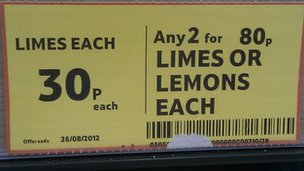 LIMES EACH
30p
each
Offer ends 26/08/2012
Any 2 for 80p
LIMES OR
LEMONS
EACH